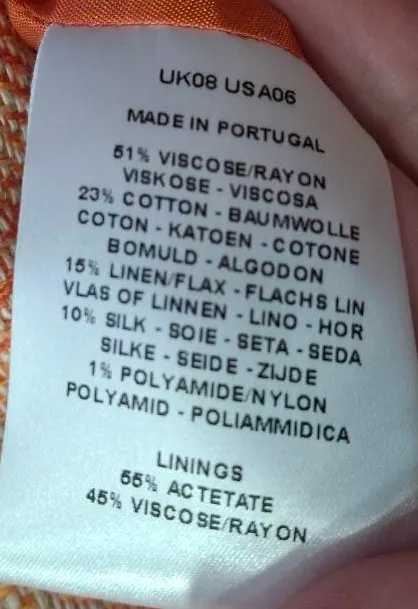 UK08 USA06
MADE IN PORTUGAL
51% VISCOSE/RAYON
VISKOSE - VISCOSA
23% COTTON - BAUMWOLLE
COTON - KATOEN - COTONE
BOMULD - ALGODON
15% LINEN/FLAX - FLACHS LIN
VLAS OF LINNEN - LINO - HOR
10% SILK - SOIE - SETA - SEDA
SILKE - SEIDE - ZIJDE
1% POLYAMIDE/NYLON
POLYAMID - POLIAMMIDICA
LININGS
55% ACTETATE
45% VISCOSE/RAYON